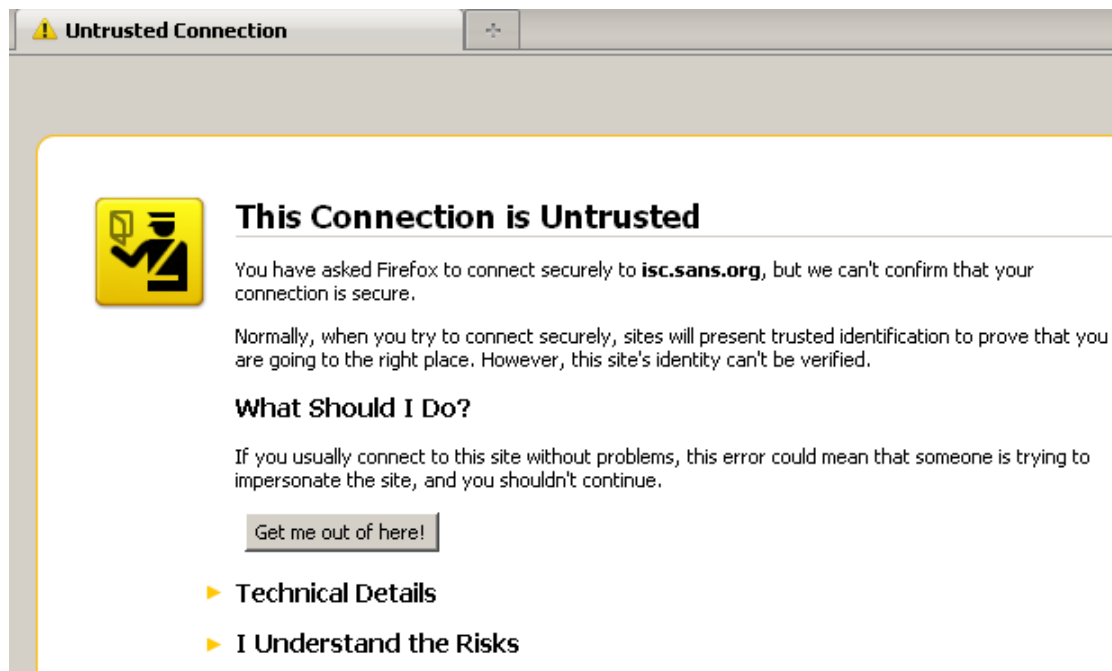 Untrusted Connection
This Connection is Untrusted
You have asked Firefox to connect securely to isc.sans.org, but we can't confirm that your
connection is secure.
Normally, when you try to connect securely, sites will present trusted identification to prove that you
are going to the right place. However, this site's identity can't be verified.
What Should I Do?
If you usually connect to this site without problems, this error could mean that someone is trying to
impersonate the site, and you shouldn't continue.
Get me out of here!
Technical Details
I Understand the Risks